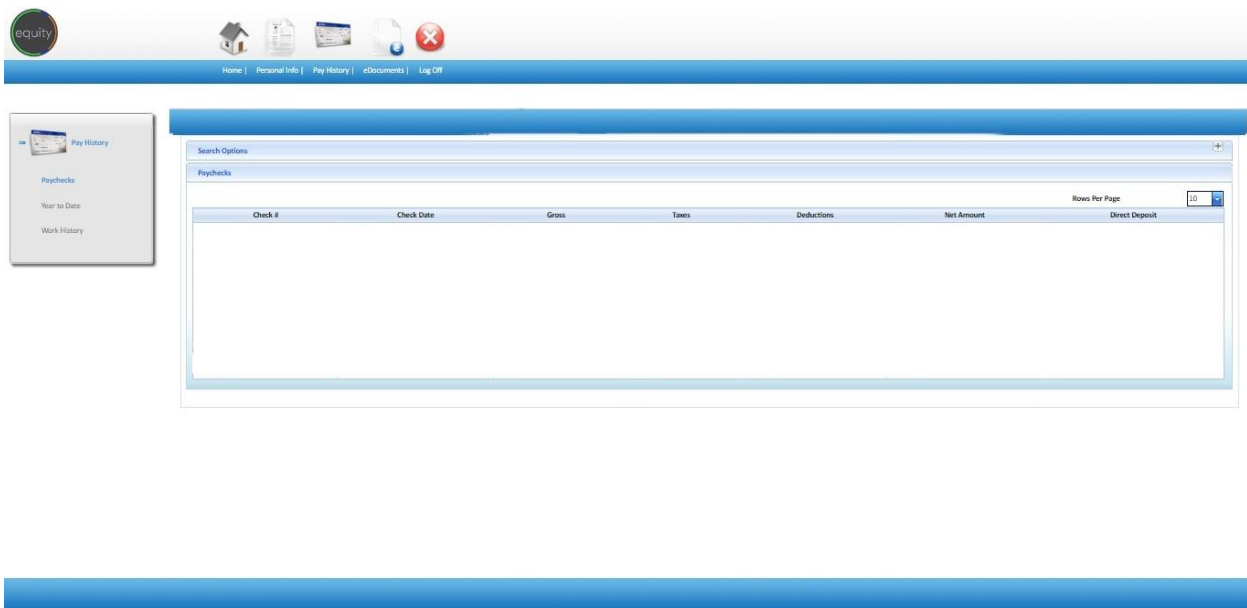 equity
Home | Personal Info | Pay History | eDocuments | Log Off
Pay History
Paychecks
Year to Date
Work History
Search Options
Paychecks
Rows Per Page 10
Check # Check Date Gross Taxes Deductions Net Amount Direct Deposit